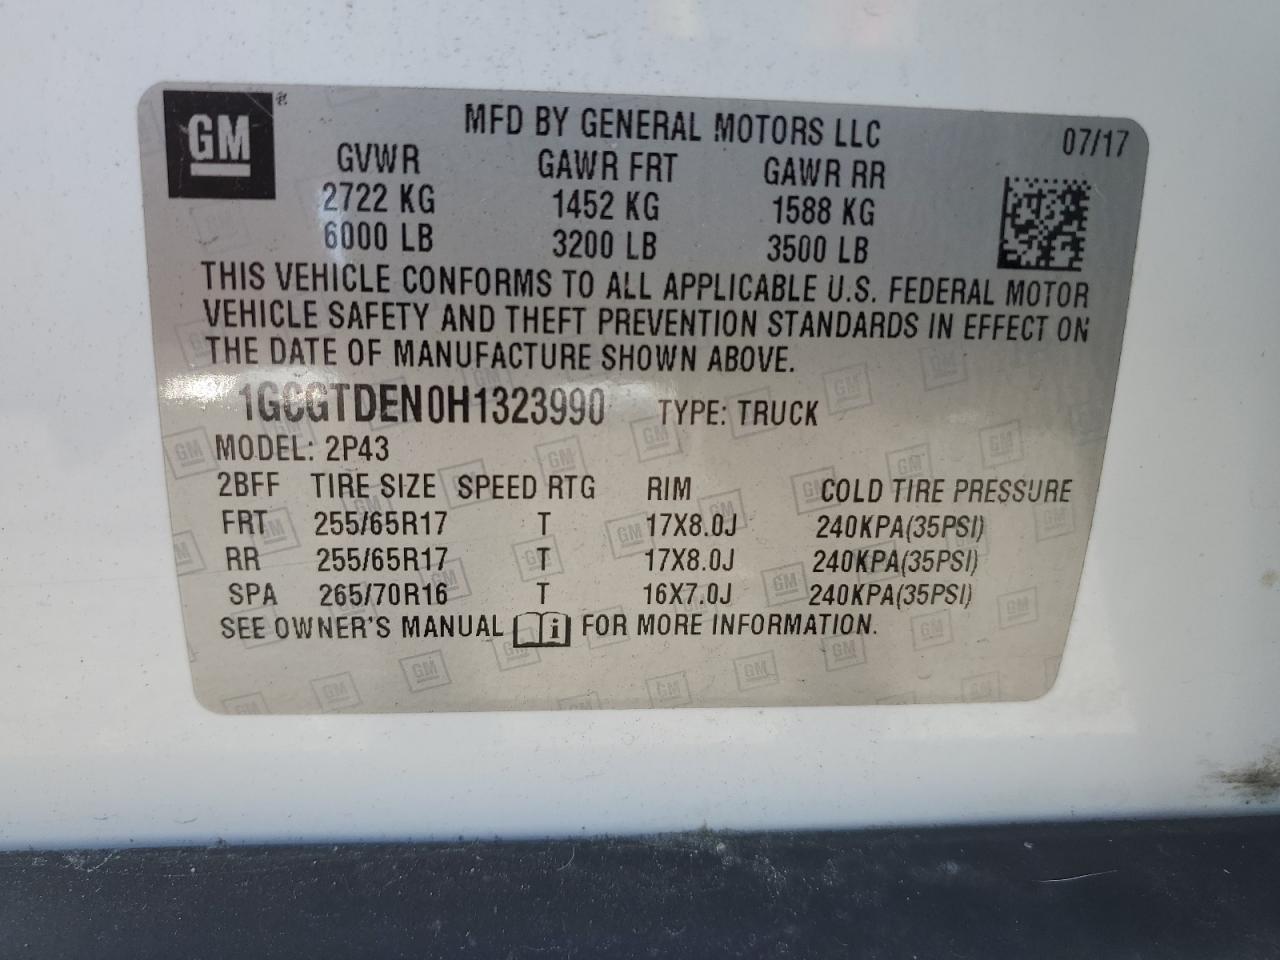 GM
MFD BY GENERAL MOTORS LLC 07/17
GVWR GAWR FRT GAWR RR
2722 KG 1452 KG 1588 KG
6000 LB 3200 LB 3500 LB
THIS VEHICLE CONFORMS TO ALL APPLICABLE U.S. FEDERAL MOTOR
VEHICLE SAFETY AND THEFT PREVENTION STANDARDS IN EFFECT ON
THE DATE OF MANUFACTURE SHOWN ABOVE.
1GCGTDEN0H1323990 TYPE: TRUCK
MODEL: 2P43
2BFF TIRE SIZE SPEED RTG RIM COLD TIRE PRESSURE
FRT 255/65R17 T 17X8.0J 240KPA(35PSI)
RR 255/65R17 T 17X8.0J 240KPA(35PSI)
SPA 265/70R16 T 16X7.0J 240KPA(35PSI)
SEE OWNER'S MANUAL i FOR MORE INFORMATION.